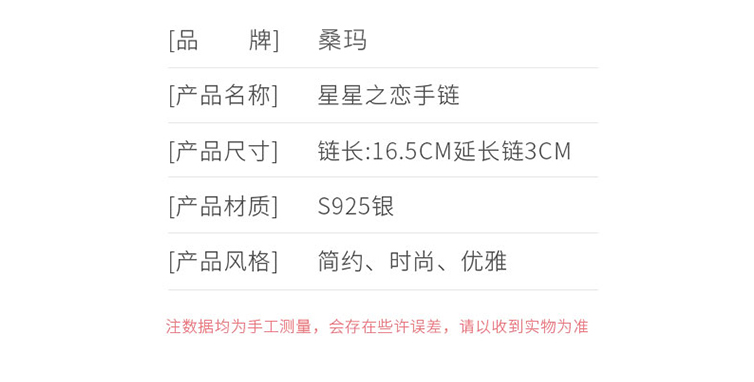 [品 牌] 桑玛
[产品名称] 星星之恋手链
[产品尺寸] 链长:16.5CM延长链3CM
[产品材质] S925银
[产品风格] 简约、时尚、优雅
注数据均为手工测量，会存在些许误差，请以收到实物为准